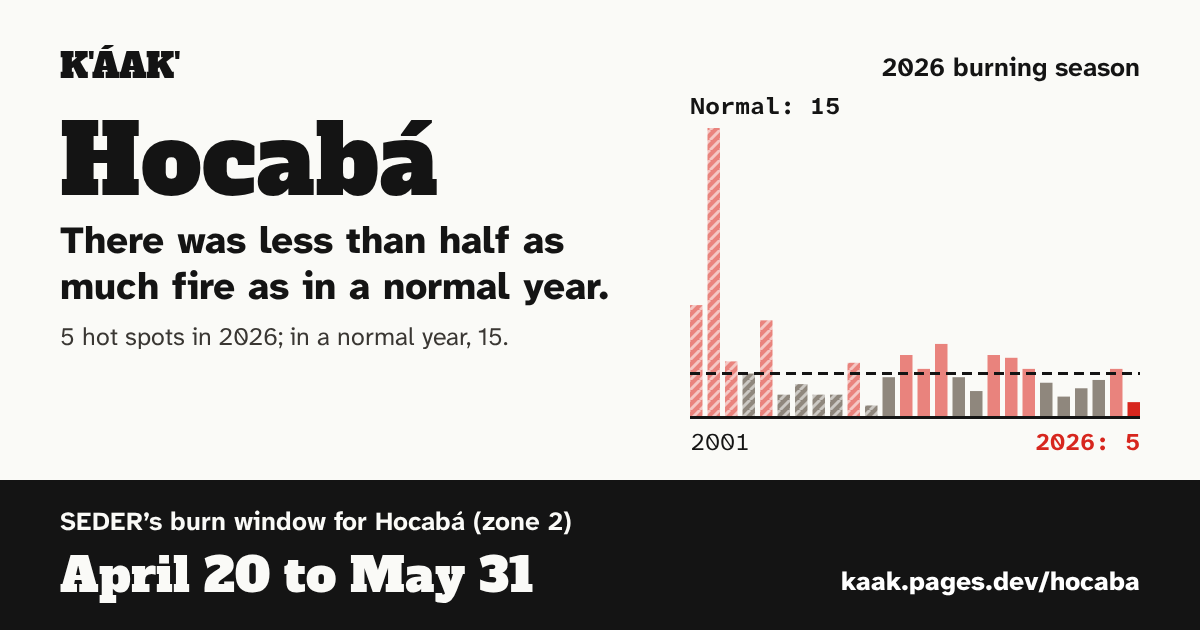 K'ÁAK'
2026 burning season
Hocabá
There was less than half as
much fire as in a normal year.
5 hot spots in 2026; in a normal year, 15.
Normal: 15
2001
2026: 5
SEDER’s burn window for Hocabá (zone 2)
April 20 to May 31
kaak.pages.dev/hocaba